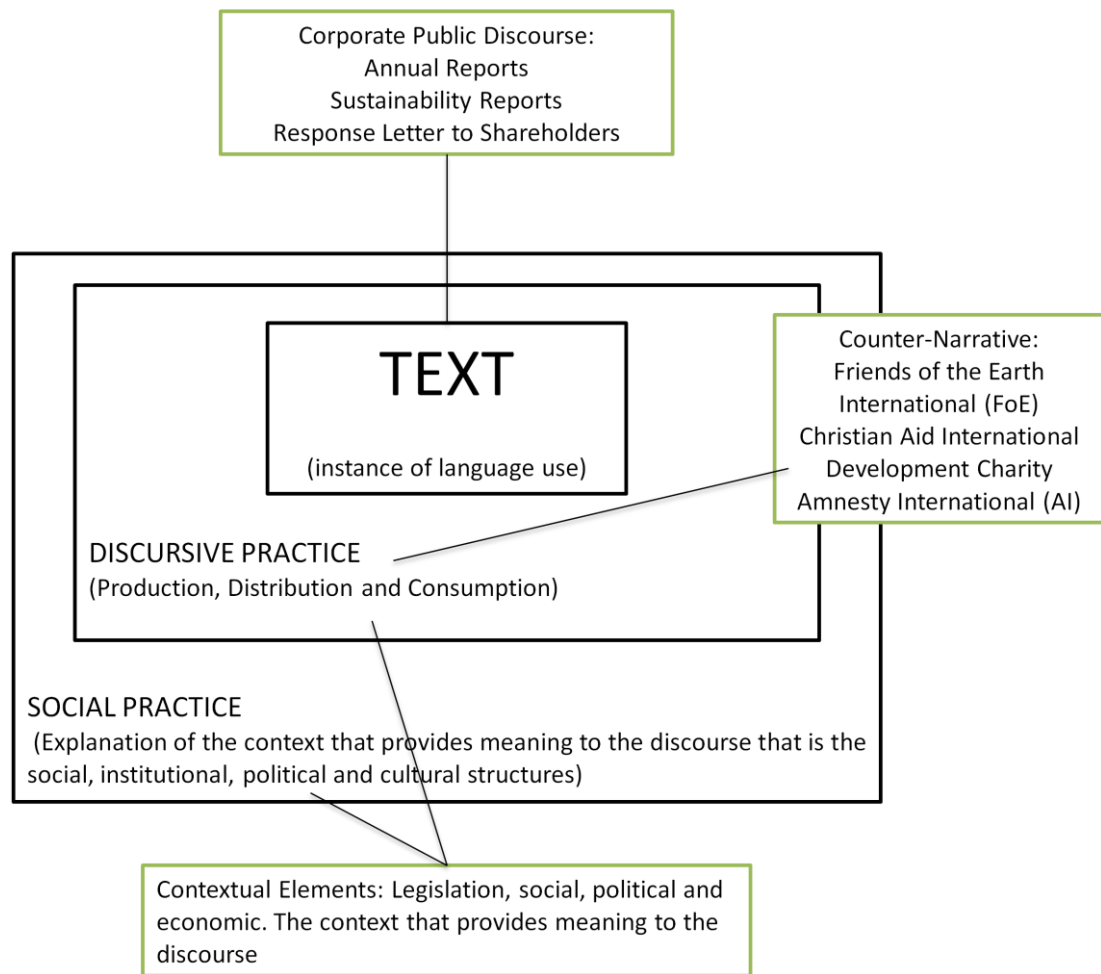 Corporate Public Discourse:
Annual Reports
Sustainability Reports
Response Letter to Shareholders
TEXT
(instance of language use)
Counter-Narrative:
Friends of the Earth
International (FoE)
Christian Aid International
Development Charity
Amnesty International (AI)
DISCURSIVE PRACTICE
(Production, Distribution and Consumption)
SOCIAL PRACTICE
(Explanation of the context that provides meaning to the discourse that is the
social, institutional, political and cultural structures)
Contextual Elements: Legislation, social, political and
economic. The context that provides meaning to the
discourse